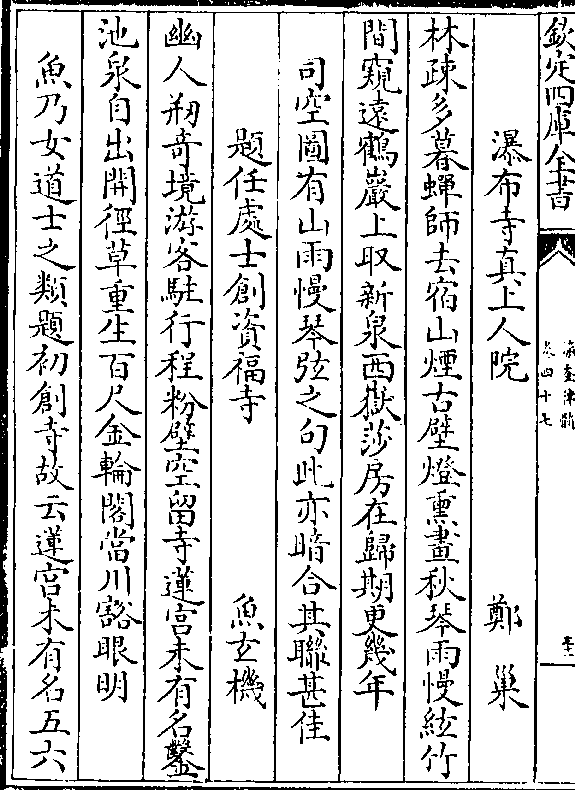 欽定四庫全書
瀛奎律髓
卷四十七
瀑布寺真上人院 鄭巢
林疎多暮蟬師去宿山煙古壁燈熏畫秋琴雨慢絃竹
間窺遠鶴巖上取新泉西嶽莎房在歸期更幾年
司空圖有山雨慢琴弦之句此亦暗合其聯甚佳
題任處士創資福寺 魚玄機
幽人刱奇境游客駐行程粉壁空留寺蓮宫未有名鑿
池泉自出開徑草重生百尺金輪閣當川豁眼明
魚乃女道士之類題初創寺故云蓮宫未有名五六